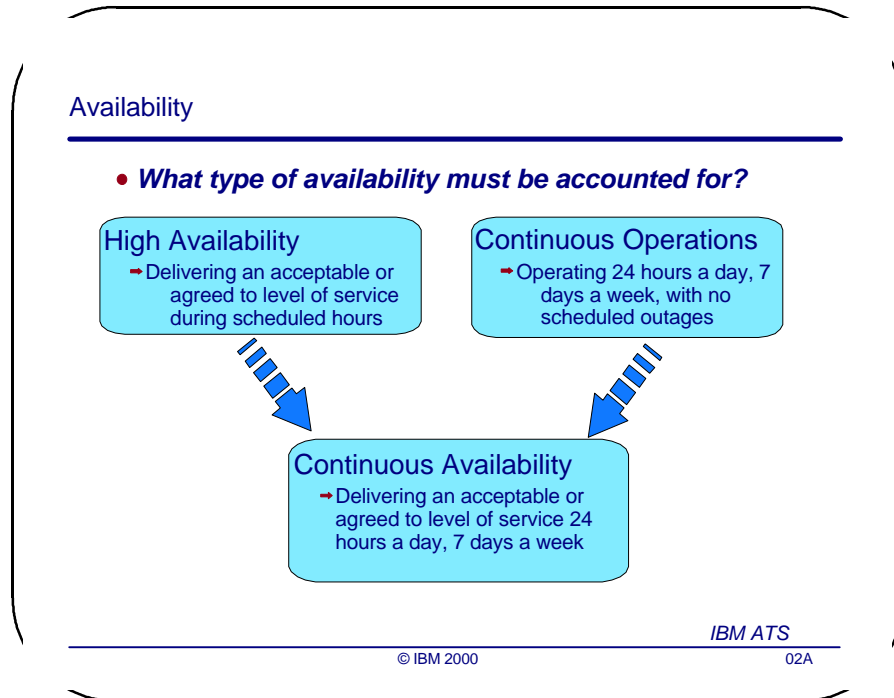 Availability
• What type of availability must be accounted for?
High Availability
➞Delivering an acceptable or
agreed to level of service
during scheduled hours
Continuous Operations
➞Operating 24 hours a day, 7
days a week, with no
scheduled outages
Continuous Availability
➞Delivering an acceptable or
agreed to level of service 24
hours a day, 7 days a week
IBM ATS
© IBM 2000
02A